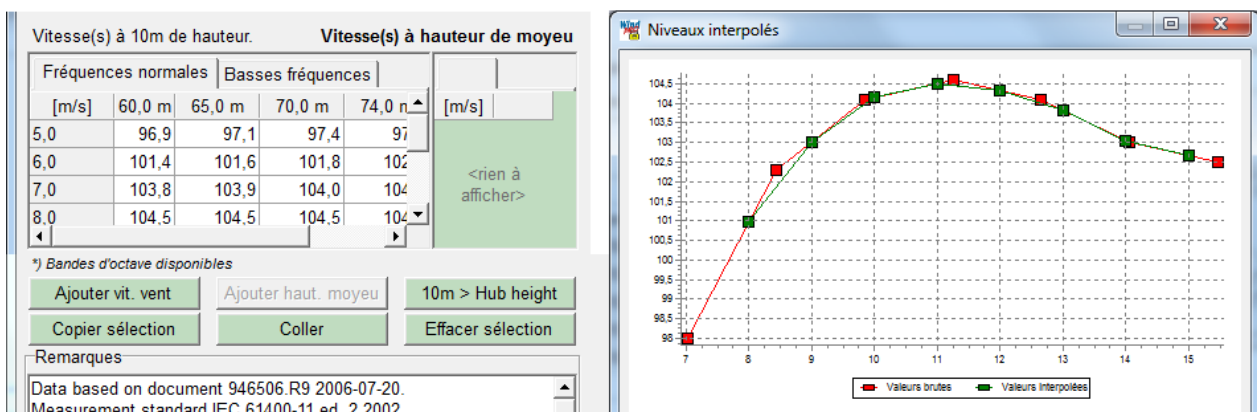 Vitesse(s) à 10m de hauteur. Vitesse(s) à hauteur de moyeu
Fréquences normales Basses fréquences
[m/s] 60,0 m 65,0 m 70,0 m 74,0 m [m/s]
5,0 96,9 97,1 97,4 97
6,0 101,4 101,6 101,8 102
7,0 103,8 103,9 104,0 104
8,0 104,5 104,5 104,5 104
<rien à
afficher>
*) Bandes d'octave disponibles
Ajouter vit. vent Ajouter haut. moyeu 10m > Hub height
Copier sélection Coller Effacer sélection
Remarques
Data based on document 946506.R9 2006-07-20.
Measurement standard IEC 61400-11 ed. 2 2002
Niveaux interpolés
104,5
104
103,5
103
102,5
102
101,5
101
100,5
100
99,5
99
98,5
98
7 8 9 10 11 12 13 14 15
Valeurs brutes Valeurs Interpolées